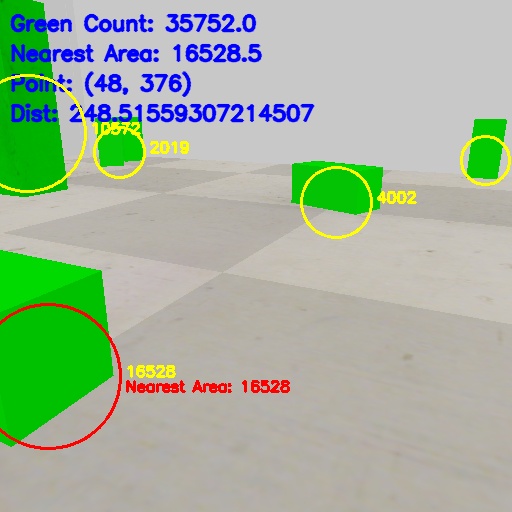 Green Count: 35752.0
Nearest Area: 16528.5
Point: (48, 376)
Dist: 248.51559307214507
10672
2019
4002
16528
Nearest Area: 16528